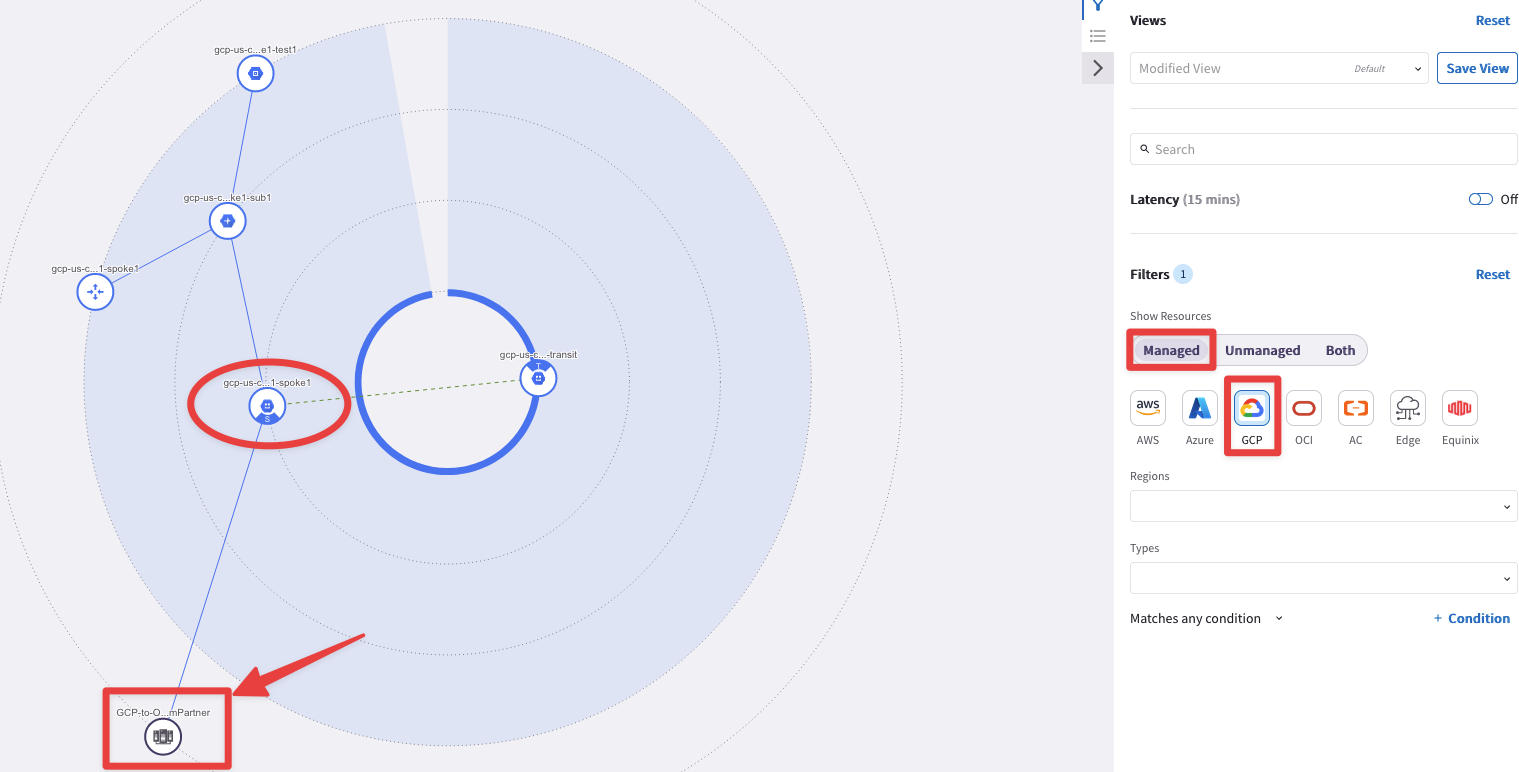 gcp-us-c...e1-test1
gcp-us-c...ke1-sub1
gcp-us-c...1-spoke1
gcp-us-c...-transit
T
gcp-us-c...1-spoke1
S
GCP-to-O...mPartner
Views
Reset
Modified View
Default
Save View
Search
Latency (15 mins)
Off
Filters 1
Reset
Show Resources
Managed
Unmanaged
Both
aws
AWS
Azure
GCP
OCI
AC
Edge
Equinix
Regions
Types
Matches any condition
+ Condition